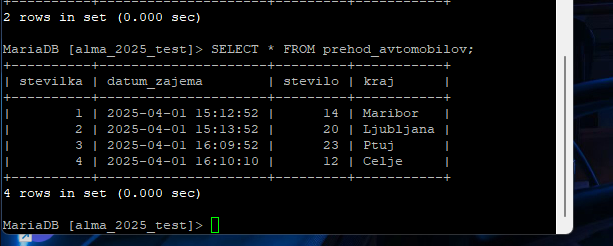 2 rows in set (0.000 sec)
MariaDB [alma_2025_test]> SELECT * FROM prehod_avtomobilov;
+----------+---------------------+---------+-----------+
| stevilka | datum_zajema        | stevilo | kraj      |
+----------+---------------------+---------+-----------+
|        1 | 2025-04-01 15:12:52 |      14 | Maribor   |
|        2 | 2025-04-01 15:13:52 |      20 | Ljubljana |
|        3 | 2025-04-01 16:09:52 |      23 | Ptuj      |
|        4 | 2025-04-01 16:10:10 |      12 | Celje     |
+----------+---------------------+---------+-----------+
4 rows in set (0.000 sec)
MariaDB [alma_2025_test]>